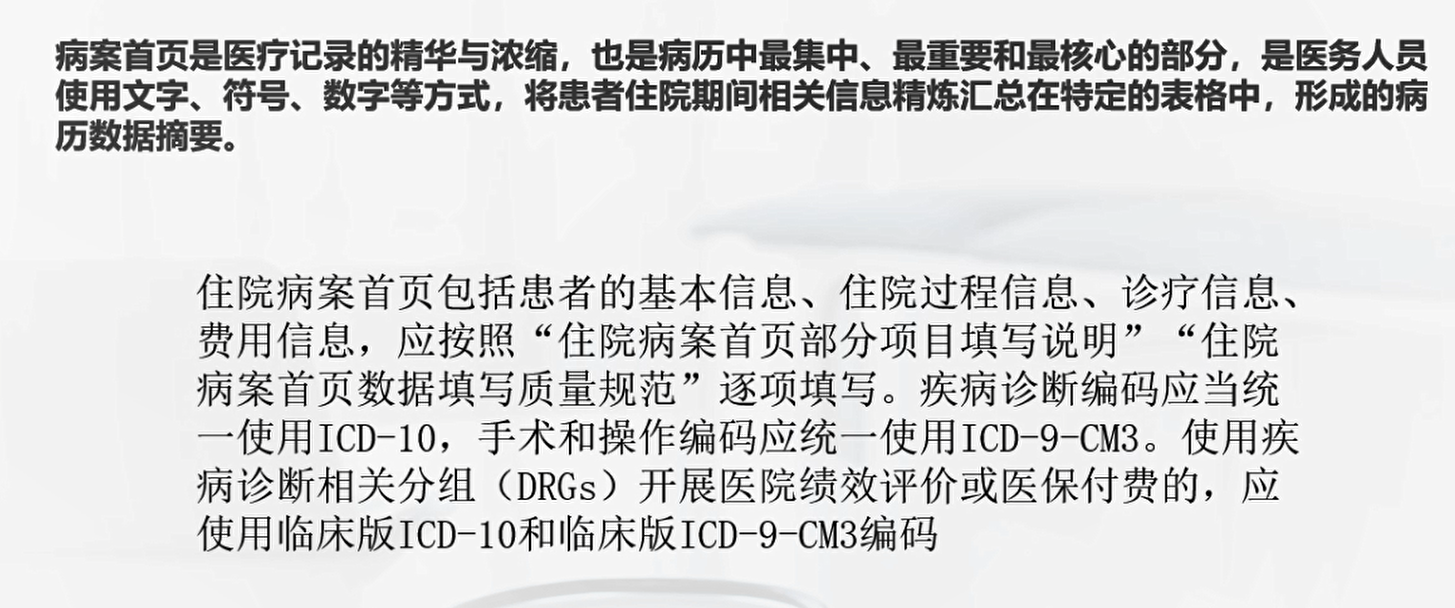 病案首页是医疗记录的精华与浓缩，也是病历中最集中、最重要和最核心的部分，是医务人员
使用文字、符号、数字等方式，将患者住院期间相关信息精炼汇总在特定的表格中，形成的病
历数据摘要。
住院病案首页包括患者的基本信息、住院过程信息、诊疗信息、
费用信息，应按照“住院病案首页部分项目填写说明”“住院
病案首页数据填写质量规范”逐项填写。疾病诊断编码应当统
一使用ICD-10，手术和操作编码应统一使用ICD-9-CM3。使用疾
病诊断相关分组（DRGs）开展医院绩效评价或医保付费的，应
使用临床版ICD-10和临床版ICD-9-CM3编码